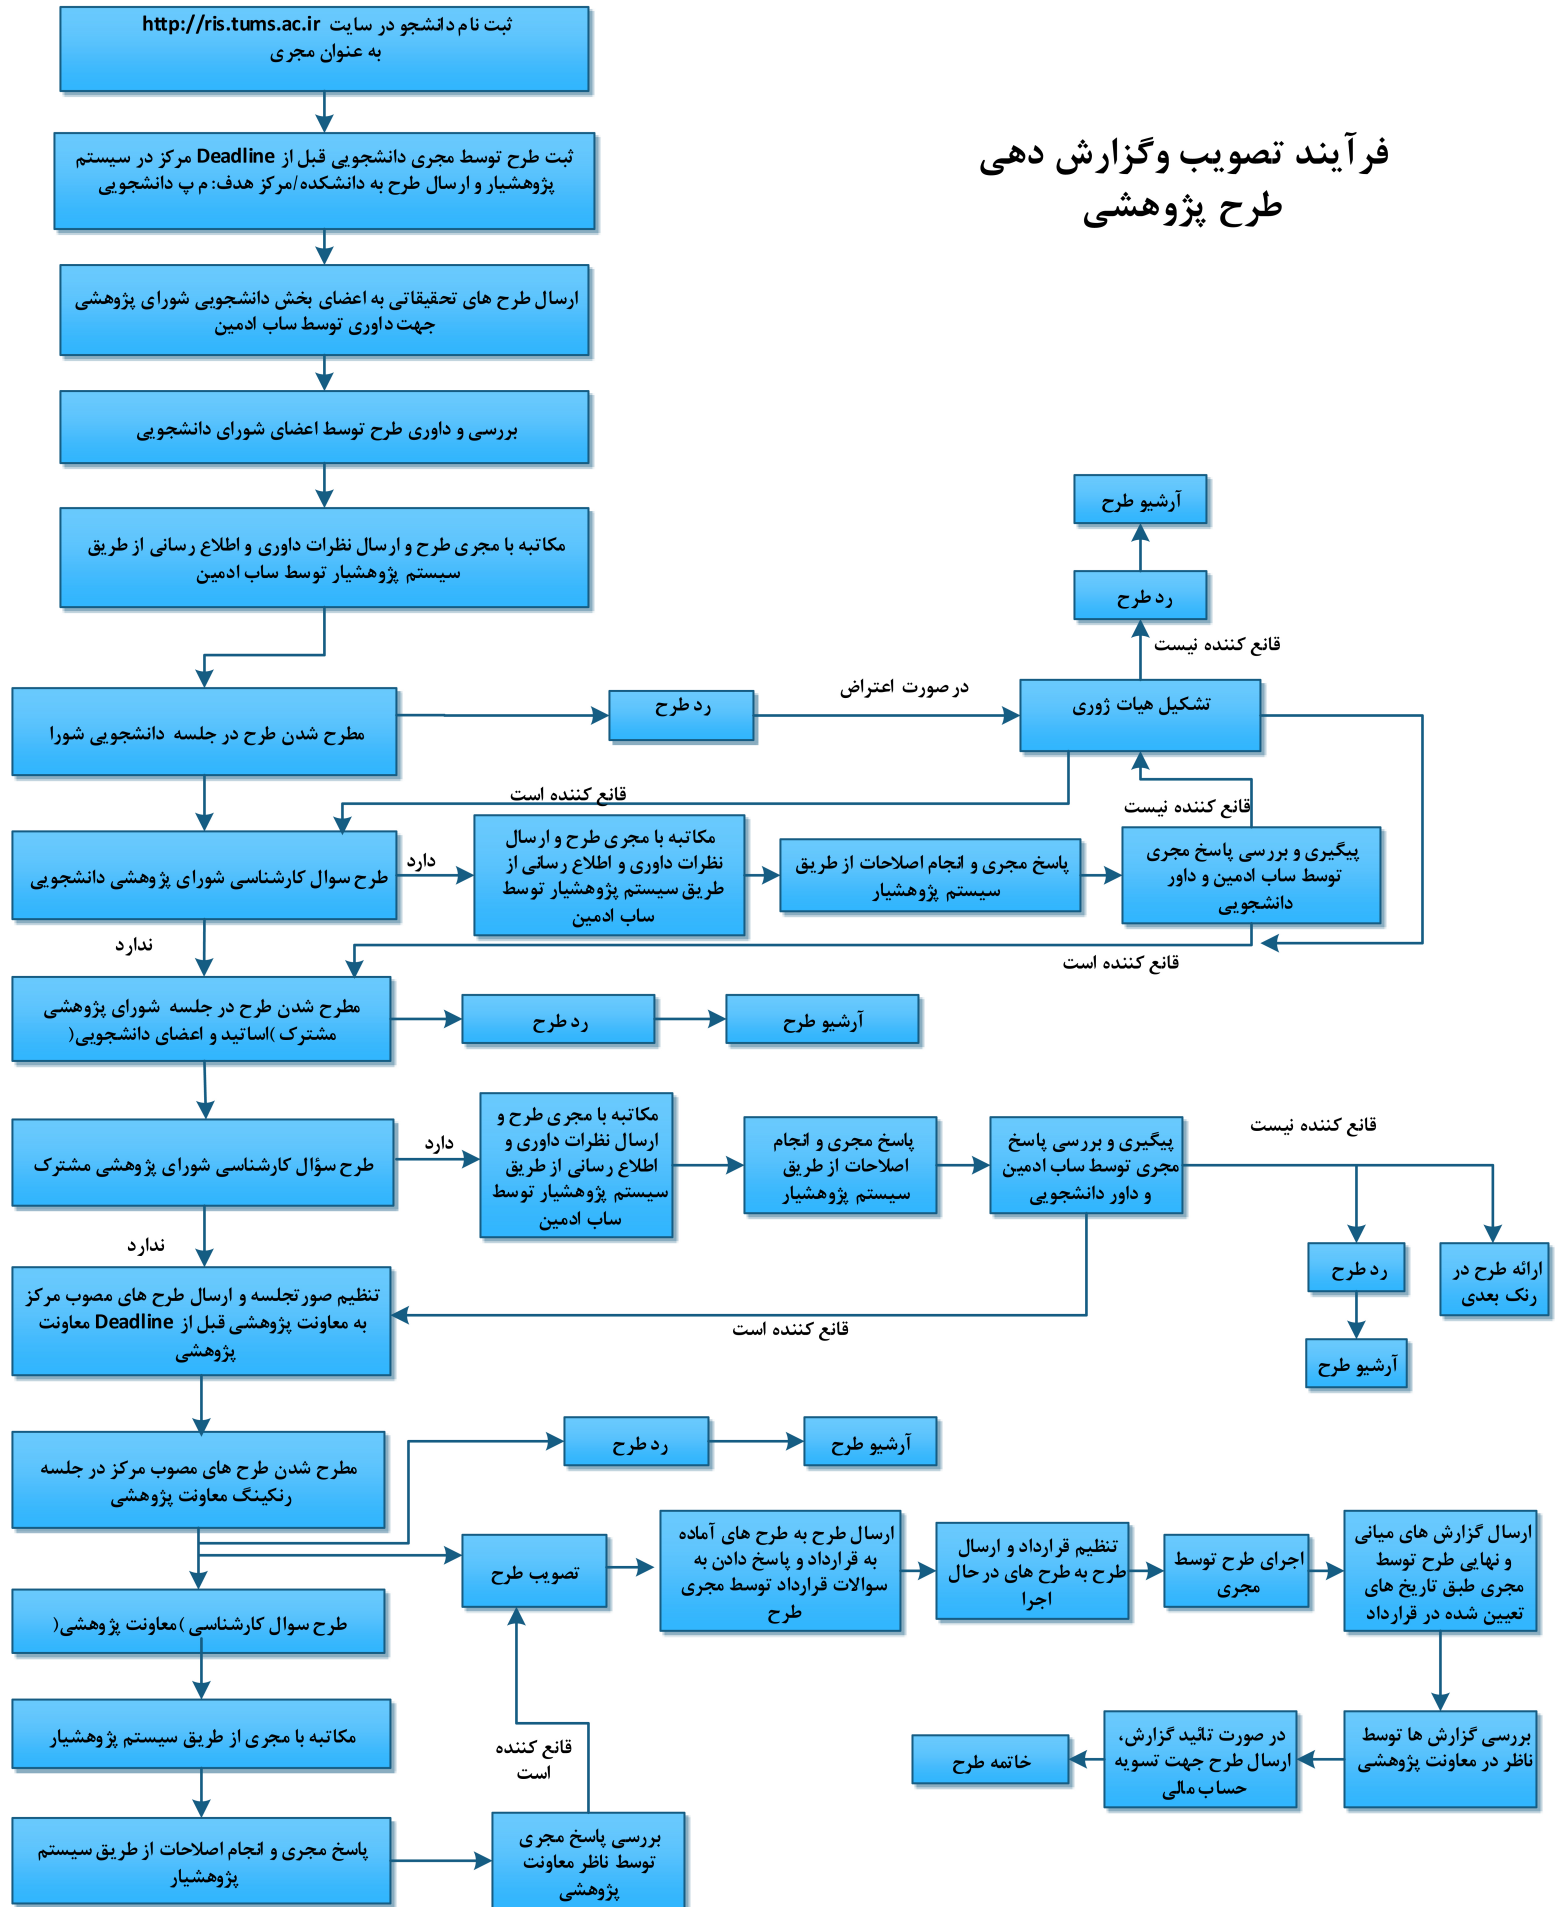 فرآیند تصویب وگزارش دهی
طرح پژوهشی
ثبت نام دانشجو در سایت http://ris.tums.ac.ir
به عنوان مجری
ثبت طرح توسط مجری دانشجویی قبل از Deadline مرکز در سیستم
پژوهشیار و ارسال طرح به دانشکده/مرکز هدف: م پ دانشجویی
ارسال طرح های تحقیقاتی به اعضای بخش دانشجویی شورای پژوهشی
جهت داوری توسط ساب ادمین
بررسی و داوری طرح توسط اعضای شورای دانشجویی
مکاتبه با مجری طرح و ارسال نظرات داوری و اطلاع رسانی از طریق
سیستم پژوهشیار توسط ساب ادمین
آرشیو طرح
رد طرح
قانع کننده نیست
مطرح شدن طرح در جلسه دانشجویی شورا
رد طرح
در صورت اعتراض
تشکیل هیات ژوری
قانع کننده است
قانع کننده نیست
طرح سوال کارشناسی شورای پژوهشی دانشجویی
دارد
مکاتبه با مجری طرح و ارسال
نظرات داوری و اطلاع رسانی از
طریق سیستم پژوهشیار توسط
ساب ادمین
پاسخ مجری و انجام اصلاحات از طریق
سیستم پژوهشیار
پیگیری و بررسی پاسخ مجری
توسط ساب ادمین و داور
دانشجویی
ندارد
قانع کننده است
مطرح شدن طرح در جلسه شورای پژوهشی
مشترک )اساتید و اعضای دانشجویی(
رد طرح
آرشیو طرح
طرح سؤال کارشناسی شورای پژوهشی مشترک
دارد
مکاتبه با مجری طرح و
ارسال نظرات داوری و
اطلاع رسانی از طریق
سیستم پژوهشیار توسط
ساب ادمین
پاسخ مجری و انجام
اصلاحات از طریق
سیستم پژوهشیار
پیگیری و بررسی پاسخ
مجری توسط ساب ادمین
و داور دانشجویی
قانع کننده نیست
رد طرح
آرشیو طرح
ارائه طرح در
رنک بعدی
ندارد
قانع کننده است
تنظیم صورتجلسه و ارسال طرح های مصوب مرکز
به معاونت پژوهشی قبل از Deadline معاونت
پژوهشی
مطرح شدن طرح های مصوب مرکز در جلسه
رنکینگ معاونت پژوهشی
رد طرح
آرشیو طرح
تصویب طرح
ارسال طرح به طرح های آماده
به قرارداد و پاسخ دادن به
سوالات قرارداد توسط مجری
طرح
تنظیم قرارداد و ارسال
طرح به طرح های در حال
اجرا
اجرای طرح توسط
مجری
ارسال گزارش های میانی
و نهایی طرح توسط
مجری طبق تاریخ های
تعیین شده در قرارداد
طرح سوال کارشناسی )معاونت پژوهشی(
مکاتبه با مجری از طریق سیستم پژوهشیار
قانع کننده
است
بررسی گزارش ها توسط
ناظر در معاونت پژوهشی
در صورت تائید گزارش،
ارسال طرح جهت تسویه
حساب مالی
خاتمه طرح
پاسخ مجری و انجام اصلاحات از طریق سیستم
پژوهشیار
بررسی پاسخ مجری
توسط ناظر معاونت
پژوهشی